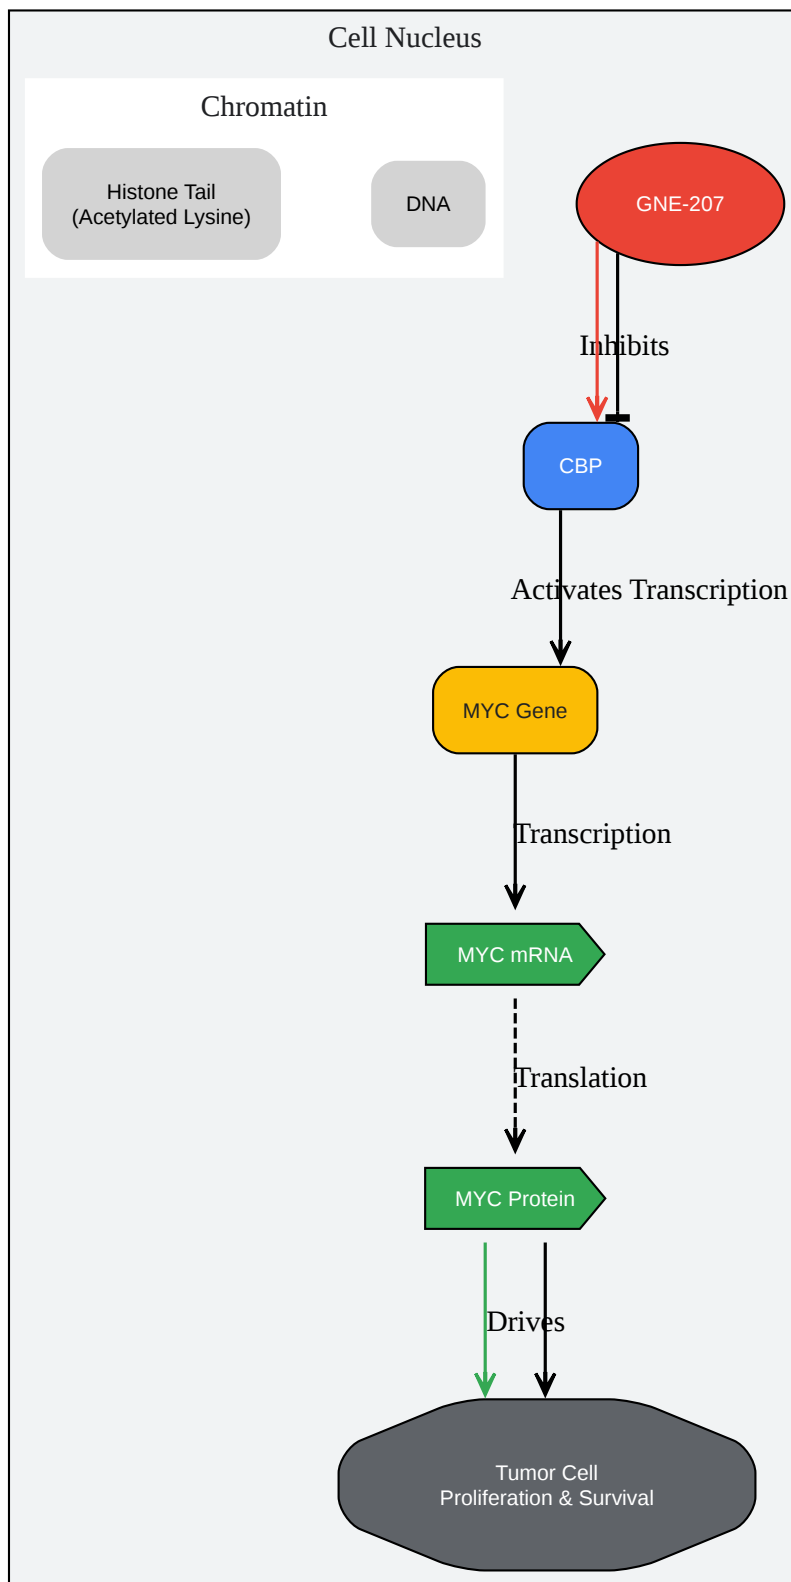 Cell Nucleus
Chromatin
Histone Tail
(Acetylated Lysine)
DNA
GNE-207
Inhibits
CBP
Activates Transcription
MYC Gene
Transcription
MYC mRNA
Translation
MYC Protein
Drives
Tumor Cell
Proliferation & Survival